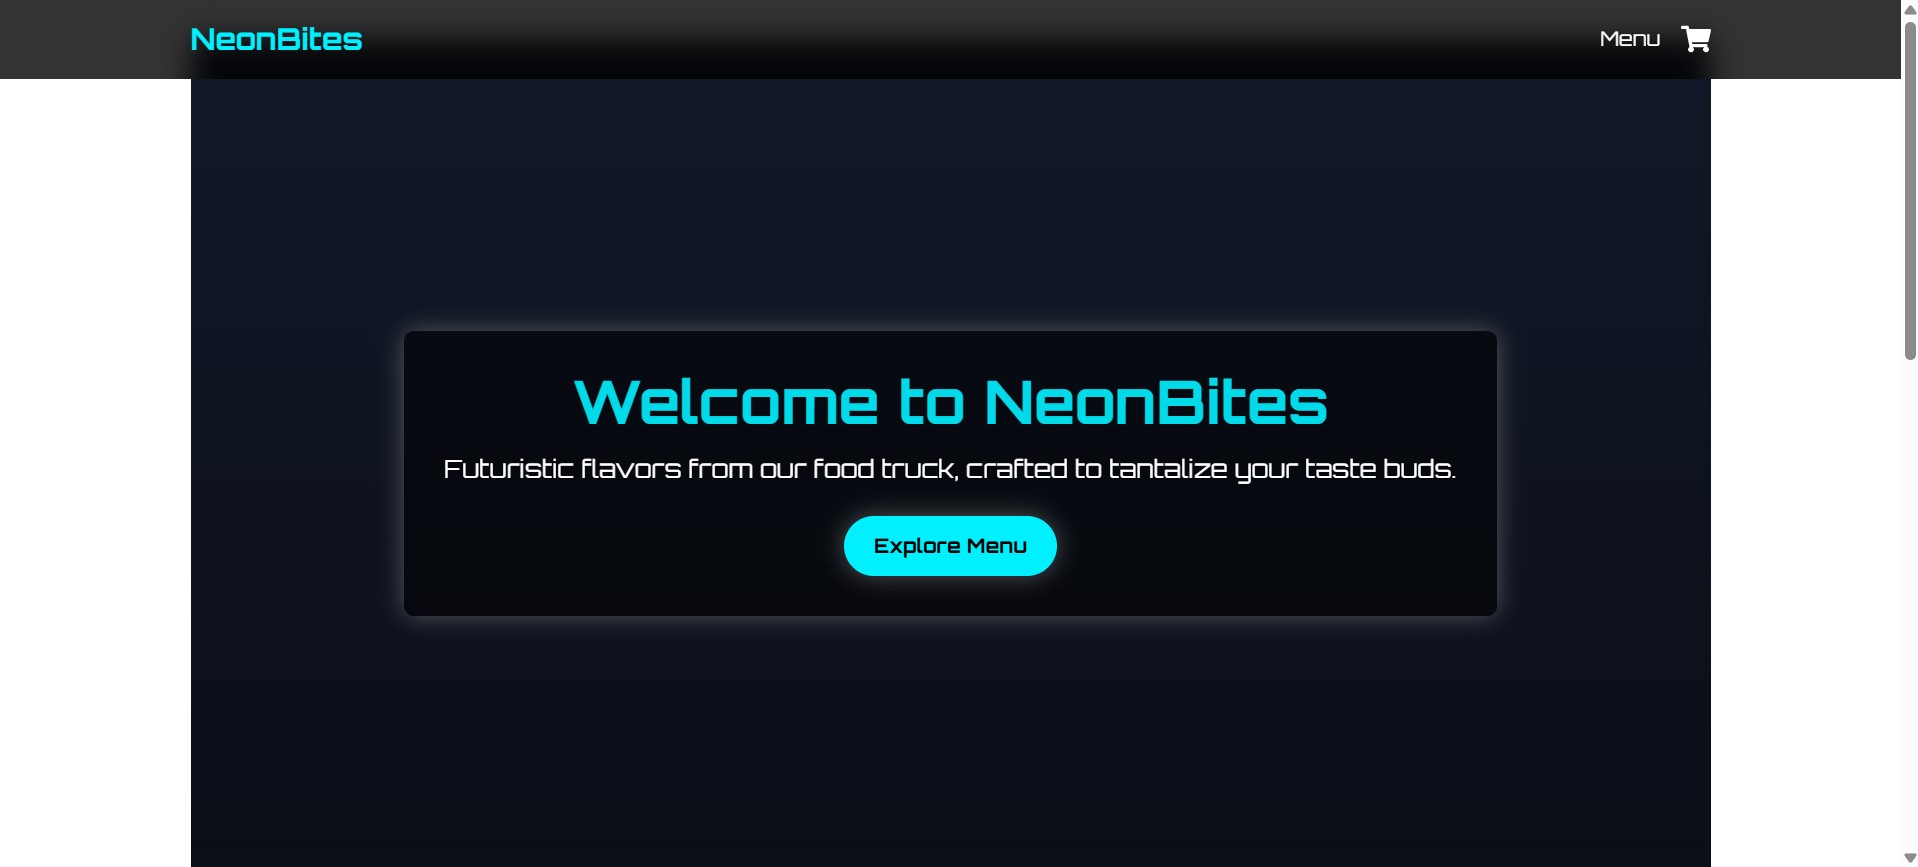 NeonBites
Menu
Welcome to NeonBites
Futuristic flavors from our food truck, crafted to tantalize your taste buds.
Explore Menu